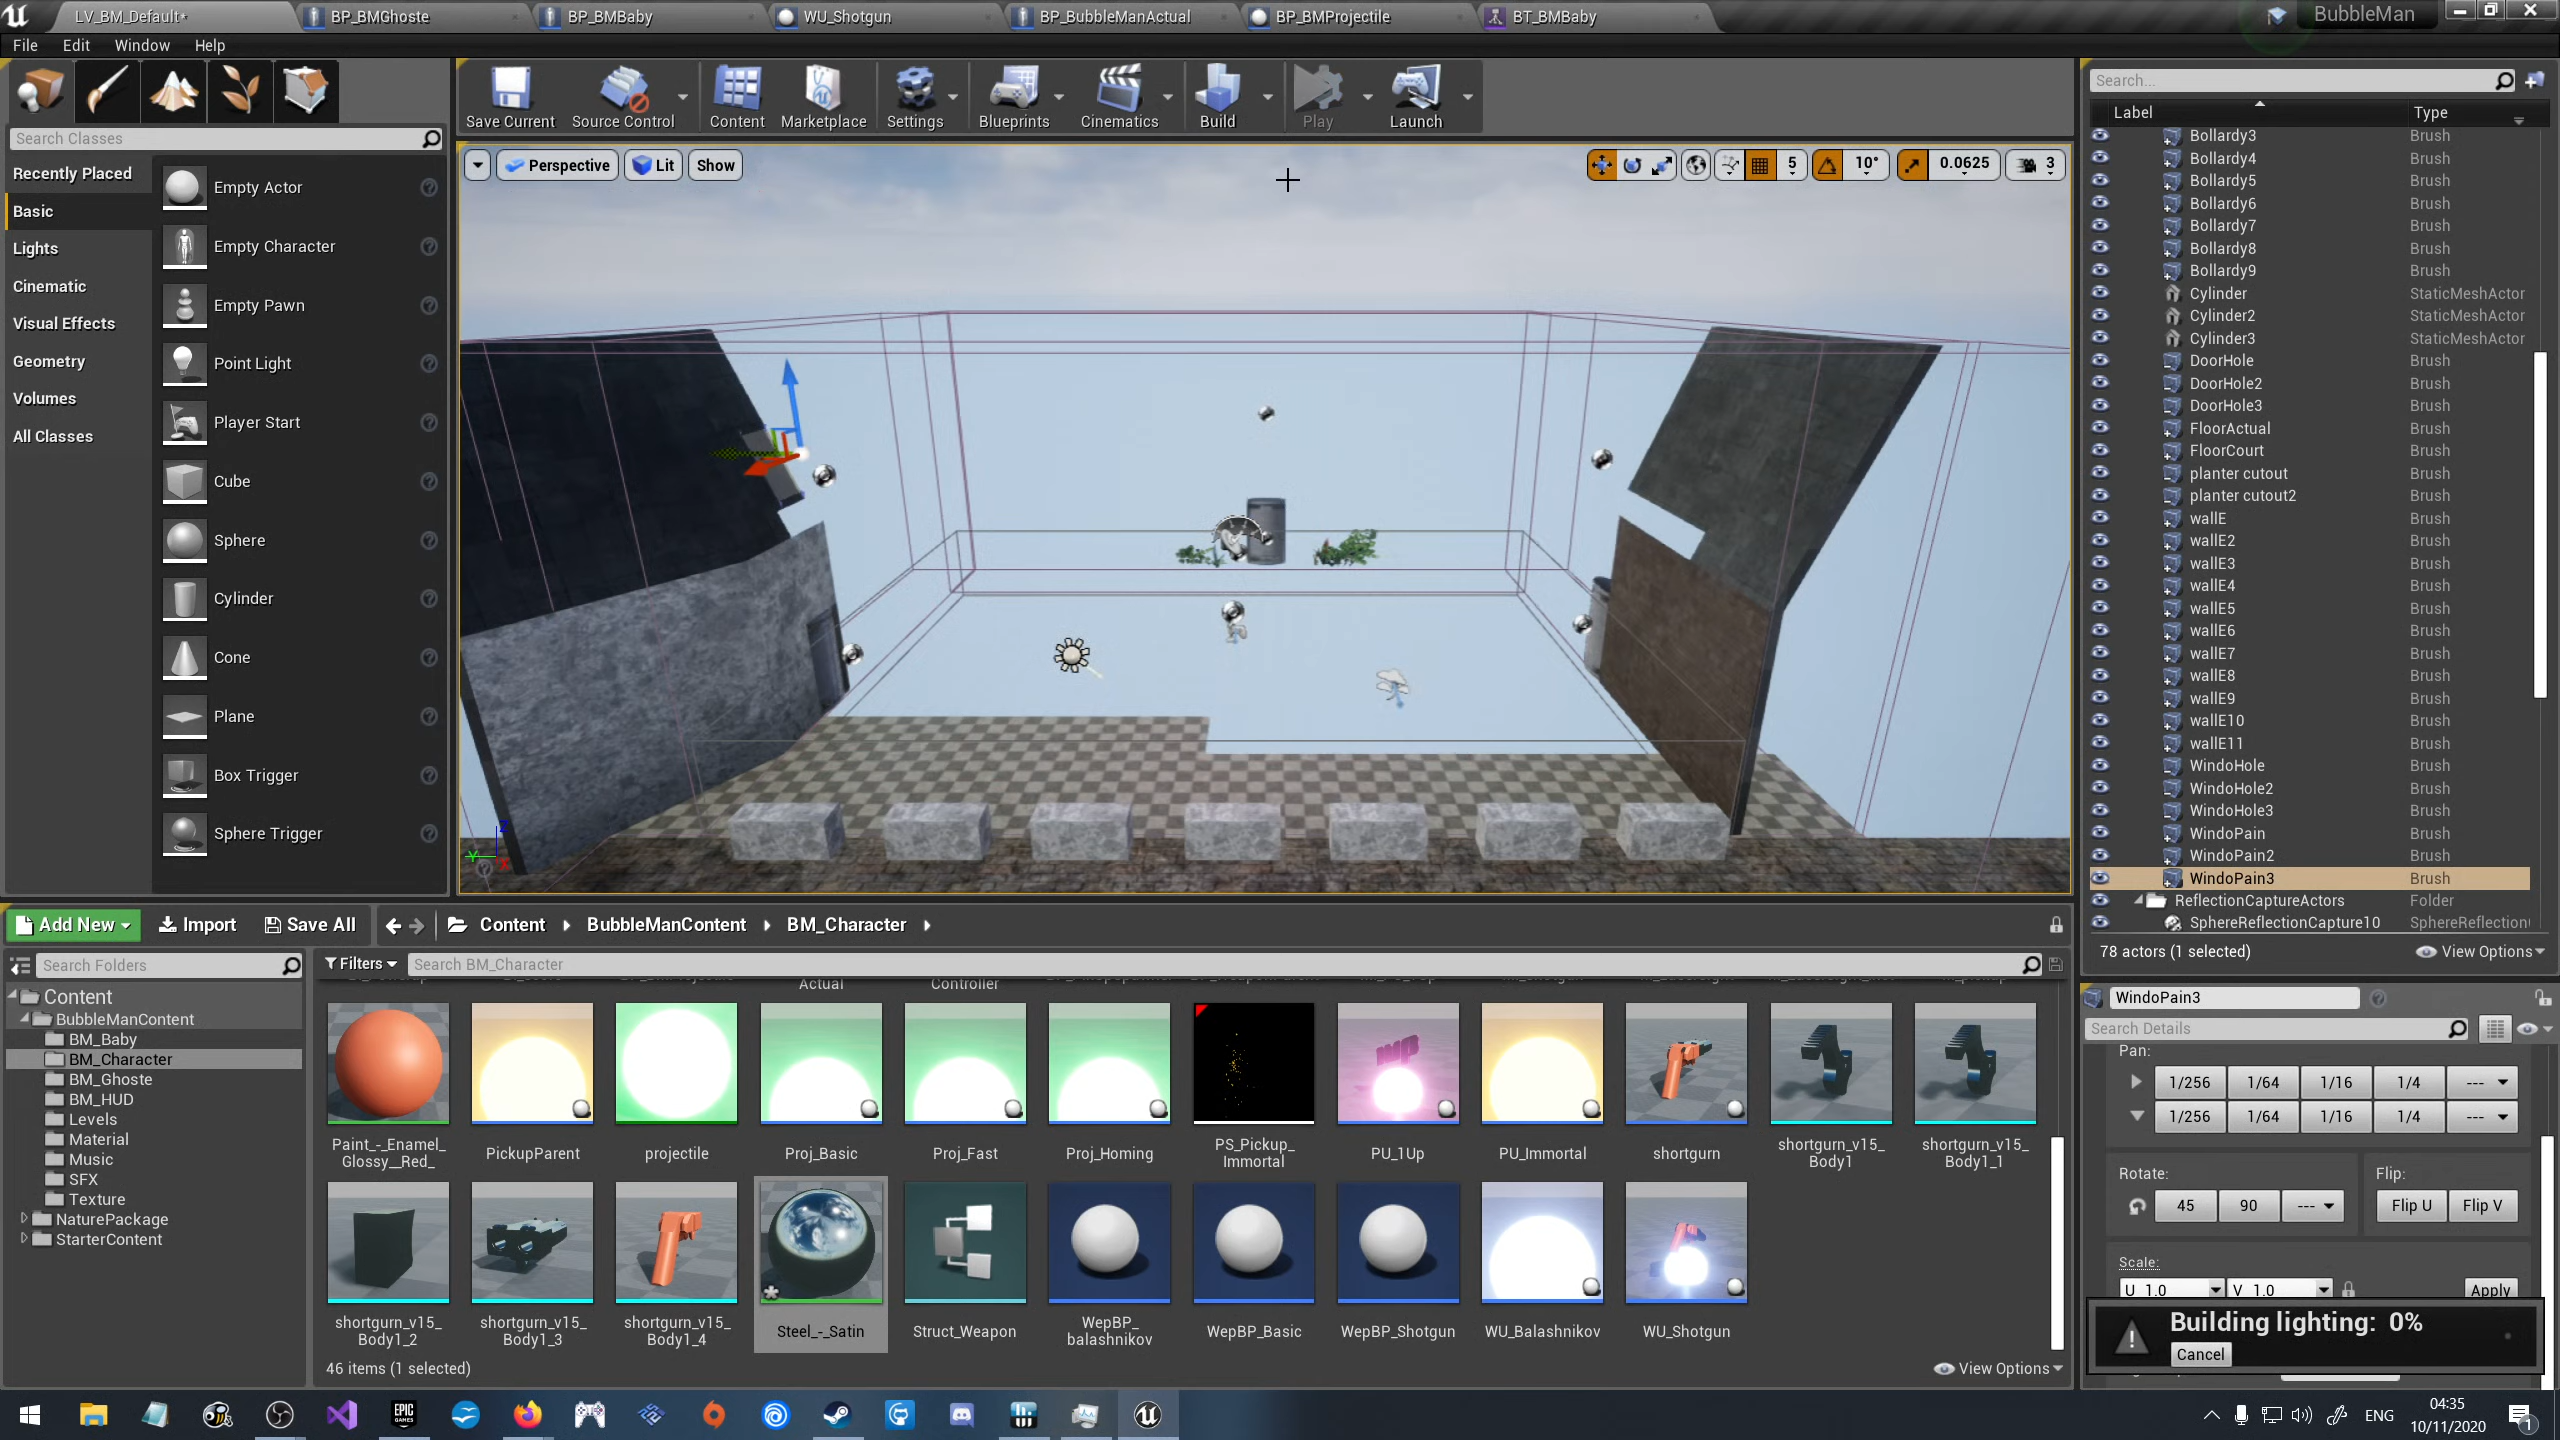 LV_BM_Default*
BP_BMGhoste
BP_BMBaby
WU_Shotgun
BP_BubbleManActual
BP_BMProjectile
BT_BMBaby
BubbleMan
File Edit Window Help
Save Current
Source Control
Content
Marketplace
Settings
Blueprints
Cinematics
Build
Play
Launch
Search Classes
Recently Placed
Basic
Lights
Cinematic
Visual Effects
Geometry
Volumes
All Classes
Empty Actor
Empty Character
Empty Pawn
Point Light
Player Start
Cube
Sphere
Cylinder
Cone
Plane
Box Trigger
Sphere Trigger
Perspective
Lit
Show
5
10°
0.0625
3
Search...
Label Type
Bollardy3 Brush
Bollardy4 Brush
Bollardy5 Brush
Bollardy6 Brush
Bollardy7 Brush
Bollardy8 Brush
Bollardy9 Brush
Cylinder StaticMeshActor
Cylinder2 StaticMeshActor
Cylinder3 StaticMeshActor
DoorHole Brush
DoorHole2 Brush
DoorHole3 Brush
FloorActual Brush
FloorCourt Brush
planter cutout Brush
planter cutout2 Brush
wallE Brush
wallE2 Brush
wallE3 Brush
wallE4 Brush
wallE5 Brush
wallE6 Brush
wallE7 Brush
wallE8 Brush
wallE9 Brush
wallE10 Brush
wallE11 Brush
WindoHole Brush
WindoHole2 Brush
WindoHole3 Brush
WindoPain Brush
WindoPain2 Brush
WindoPain3 Brush
ReflectionCaptureActors Folder
SphereReflectionCapture10 SphereReflection
78 actors (1 selected)
View Options
Add New
Import
Save All
Content
BubbleManContent
BM_Character
Search Folders
Filters
Search BM_Character
Content
BubbleManContent
BM_Baby
BM_Character
BM_Ghoste
BM_HUD
Levels
Material
Music
SFX
Texture
NaturePackage
StarterContent
Actual
Controller
Paint_-_Enamel_
Glossy__Red_
PickupParent
projectile
Proj_Basic
Proj_Fast
Proj_Homing
PS_Pickup_
Immortal
PU_1Up
PU_Immortal
shortgurn
shortgurn_v15_
Body1
shortgurn_v15_
Body1_1
shortgurn_v15_
Body1_2
shortgurn_v15_
Body1_3
shortgurn_v15_
Body1_4
Steel_-_Satin
Struct_Weapon
WepBP_
balashnikov
WepBP_Basic
WepBP_Shotgun
WU_Balashnikov
WU_Shotgun
46 items (1 selected)
View Options
WindoPain3
Search Details
Pan:
1/256 1/64 1/16 1/4 ---
1/256 1/64 1/16 1/4 ---
Rotate: Flip:
45 90 --- Flip U Flip V
Scale:
U 1.0 V 1.0 Apply
Building lighting: 0%
Cancel
EPIC
GAMES
ENG
04:35
10/11/2020
1